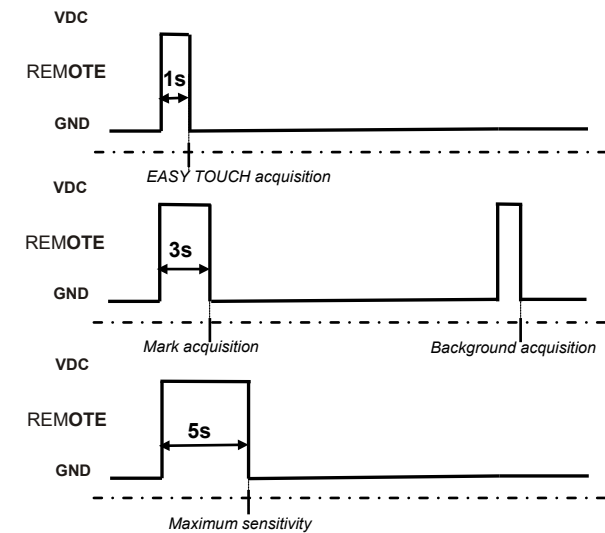 VDC
REMOTE
1s
GND
EASY TOUCH acquisition
VDC
REMOTE
3s
GND
Mark acquisition Background acquisition
VDC
REMOTE
5s
GND
Maximum sensitivity